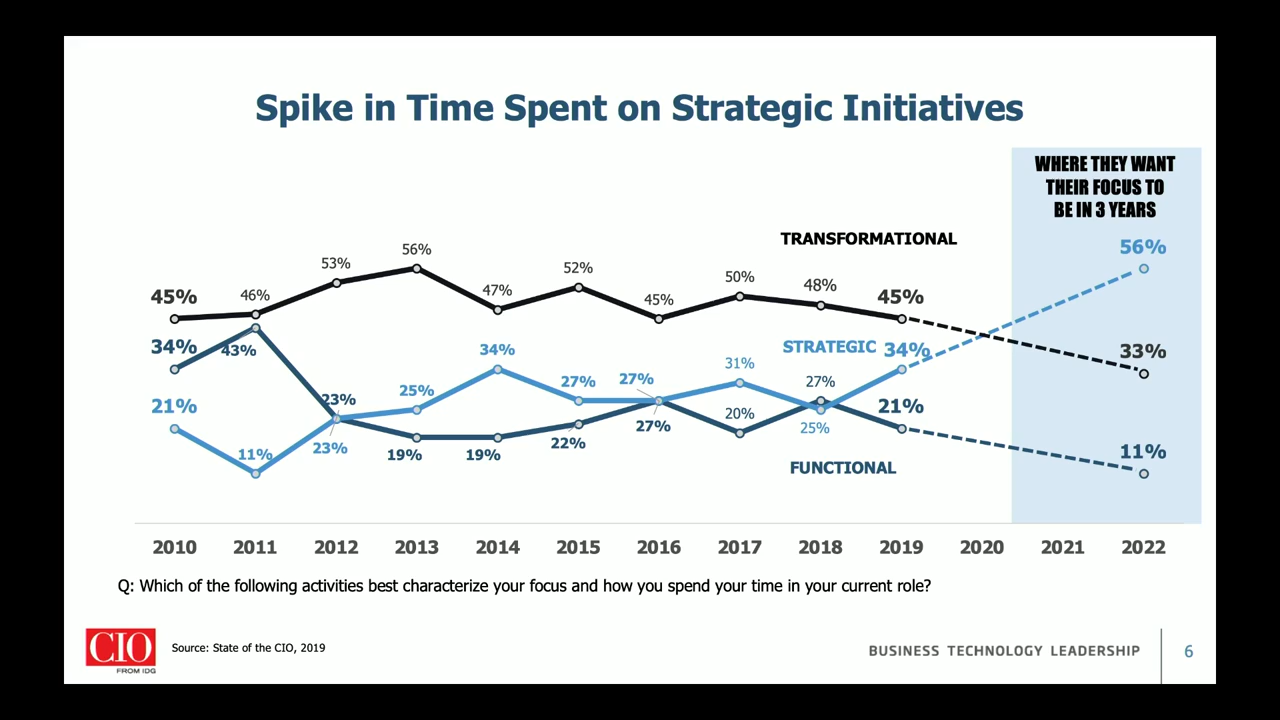 Spike in Time Spent on Strategic Initiatives
WHERE THEY WANT
THEIR FOCUS TO
BE IN 3 YEARS
TRANSFORMATIONAL
45%
46%
53%
56%
47%
52%
45%
50%
48%
45%
33%
STRATEGIC
21%
11%
23%
25%
34%
27%
27%
31%
25%
34%
56%
FUNCTIONAL
34%
43%
23%
19%
19%
22%
27%
20%
27%
21%
11%
2010 2011 2012 2013 2014 2015 2016 2017 2018 2019 2020 2021 2022
Q: Which of the following activities best characterize your focus and how you spend your time in your current role?
CIO
FROM IDG
Source: State of the CIO, 2019
BUSINESS TECHNOLOGY LEADERSHIP
6